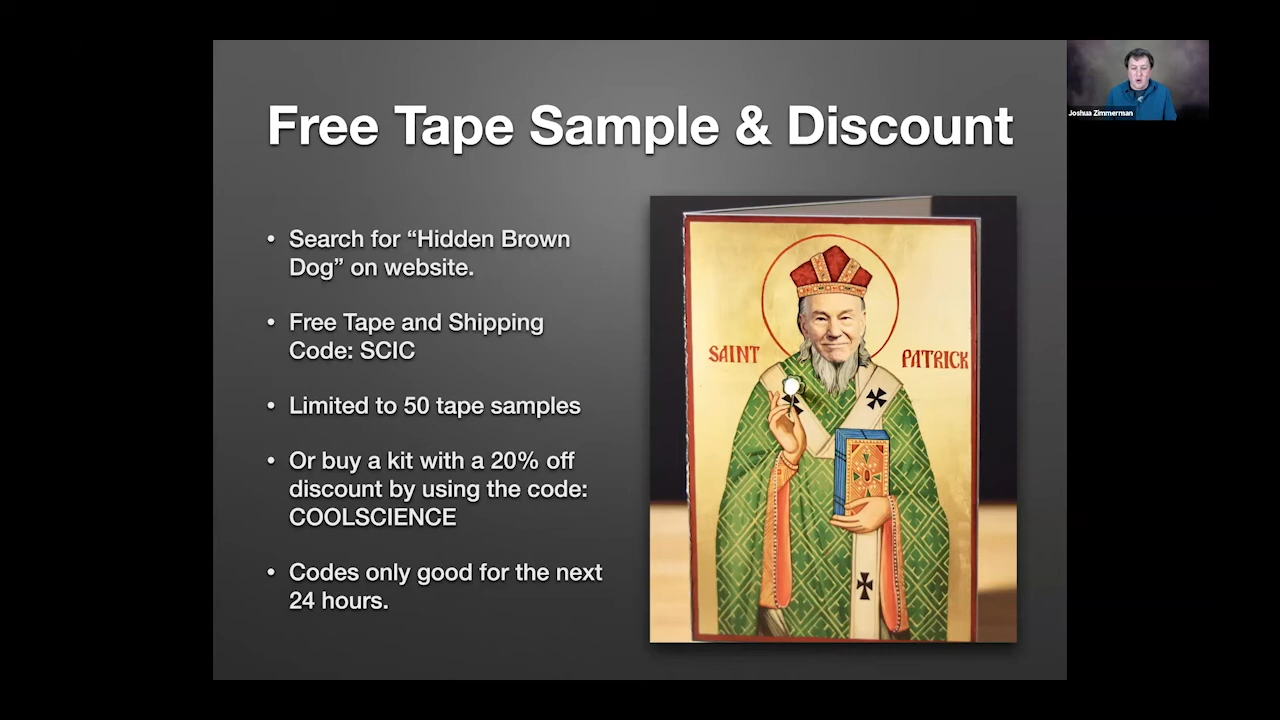 Free Tape Sample & Discount
• Search for “Hidden Brown
Dog” on website.
• Free Tape and Shipping
Code: SCIC
• Limited to 50 tape samples
• Or buy a kit with a 20% off
discount by using the code:
COOLSCIENCE
• Codes only good for the next
24 hours.
SAINT PATRICK
Joshua Zimmerman